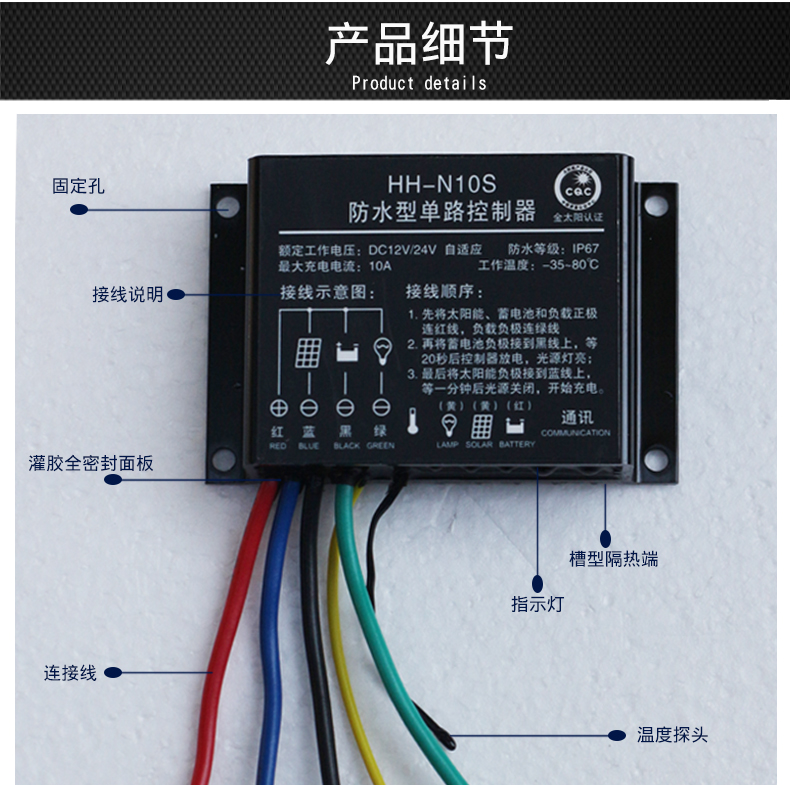 产品细节
Product details
固定孔
HH-N10S
防水型单路控制器
CQC
金太阳认证
额定工作电压：DC12V/24V 自适应 防水等级：IP67
最大充电电流：10A 工作温度：-35~80℃
接线说明
接线示意图：
接线顺序：
1. 先将太阳能、蓄电池和负载正极
连红线，负载负极连绿线
2. 再将蓄电池负极接到黑线上，等
20秒后控制器放电，光源灯亮；
3. 最后将太阳能负极接到蓝线上，
等一分钟后光源关闭，开始充电。
红 蓝 黑 绿
RED BLUE BLACK GREEN
(黄) (黄) (红)
LAMP SOLAR BATTERY
通讯
COMMUNICATION
灌胶全密封面板
槽型隔热端
指示灯
连接线
温度探头